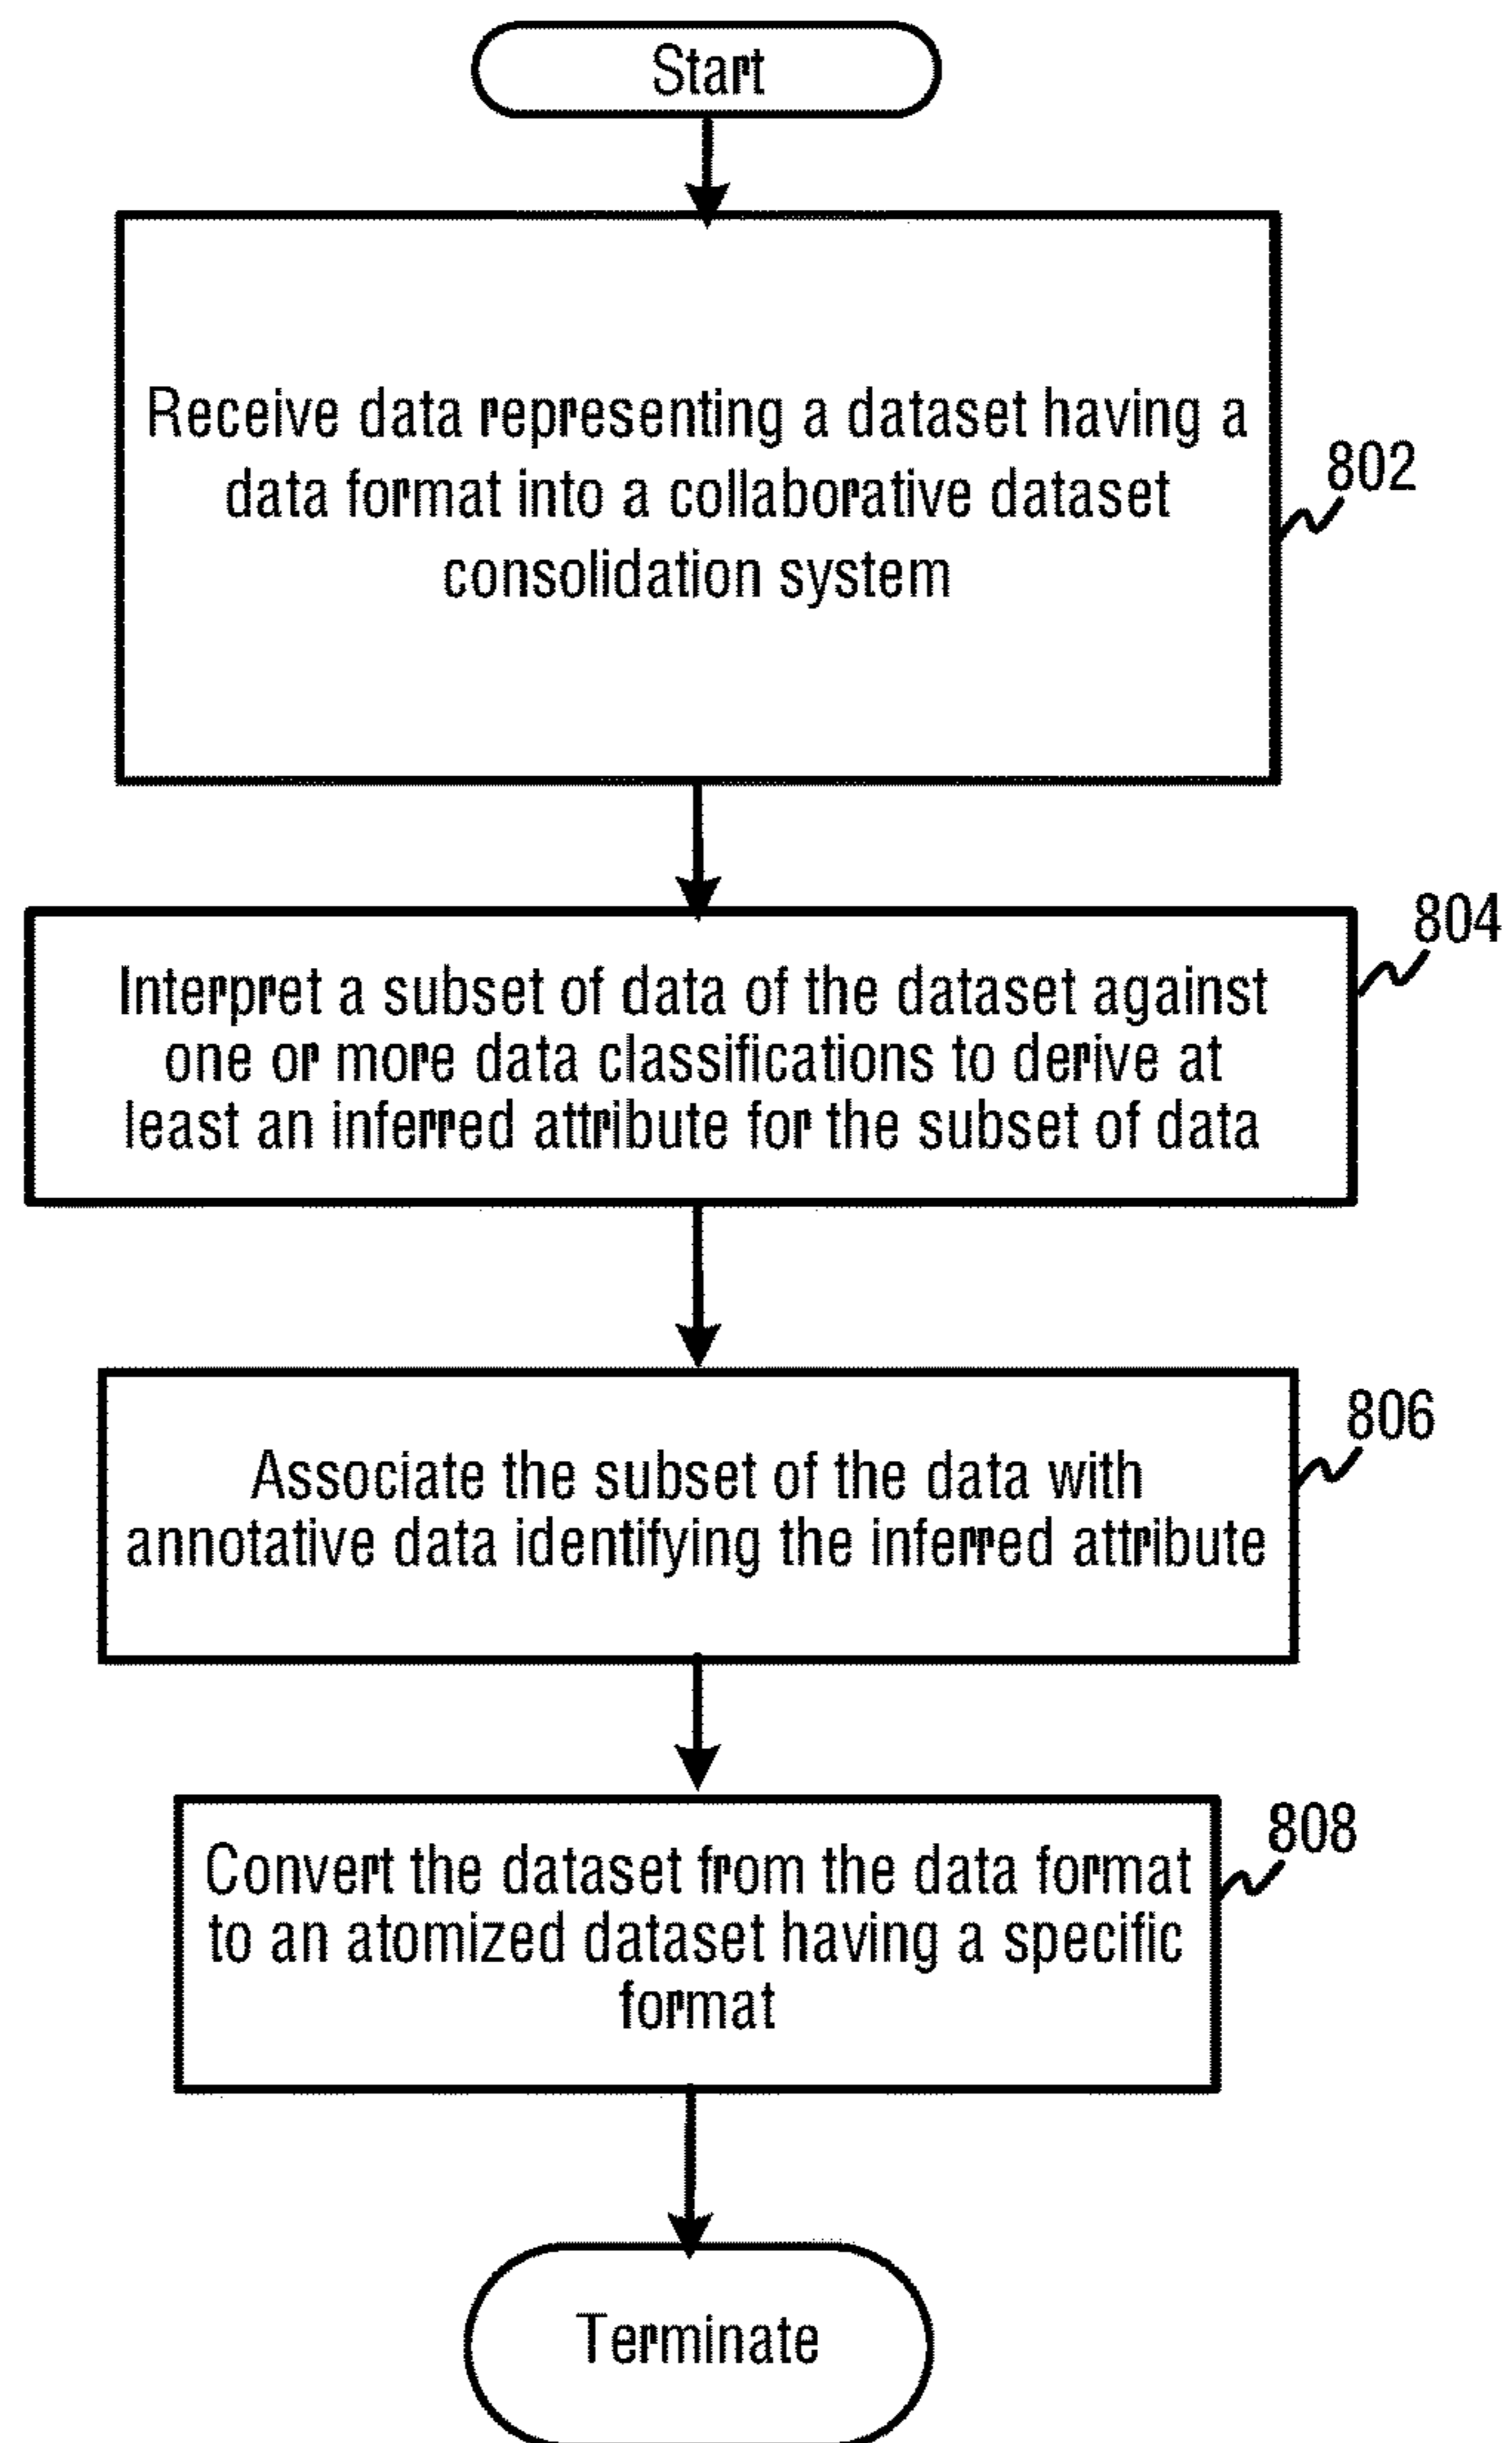 Start
Receive data representing a dataset having a
data format into a collaborative dataset
consolidation system
802
Interpret a subset of data of the dataset against
one or more data classifications to derive at
least an inferred attribute for the subset of data
804
Associate the subset of the data with
annotative data identifying the inferred attribute
806
Convert the dataset from the data format
to an atomized dataset having a specific
format
808
Terminate